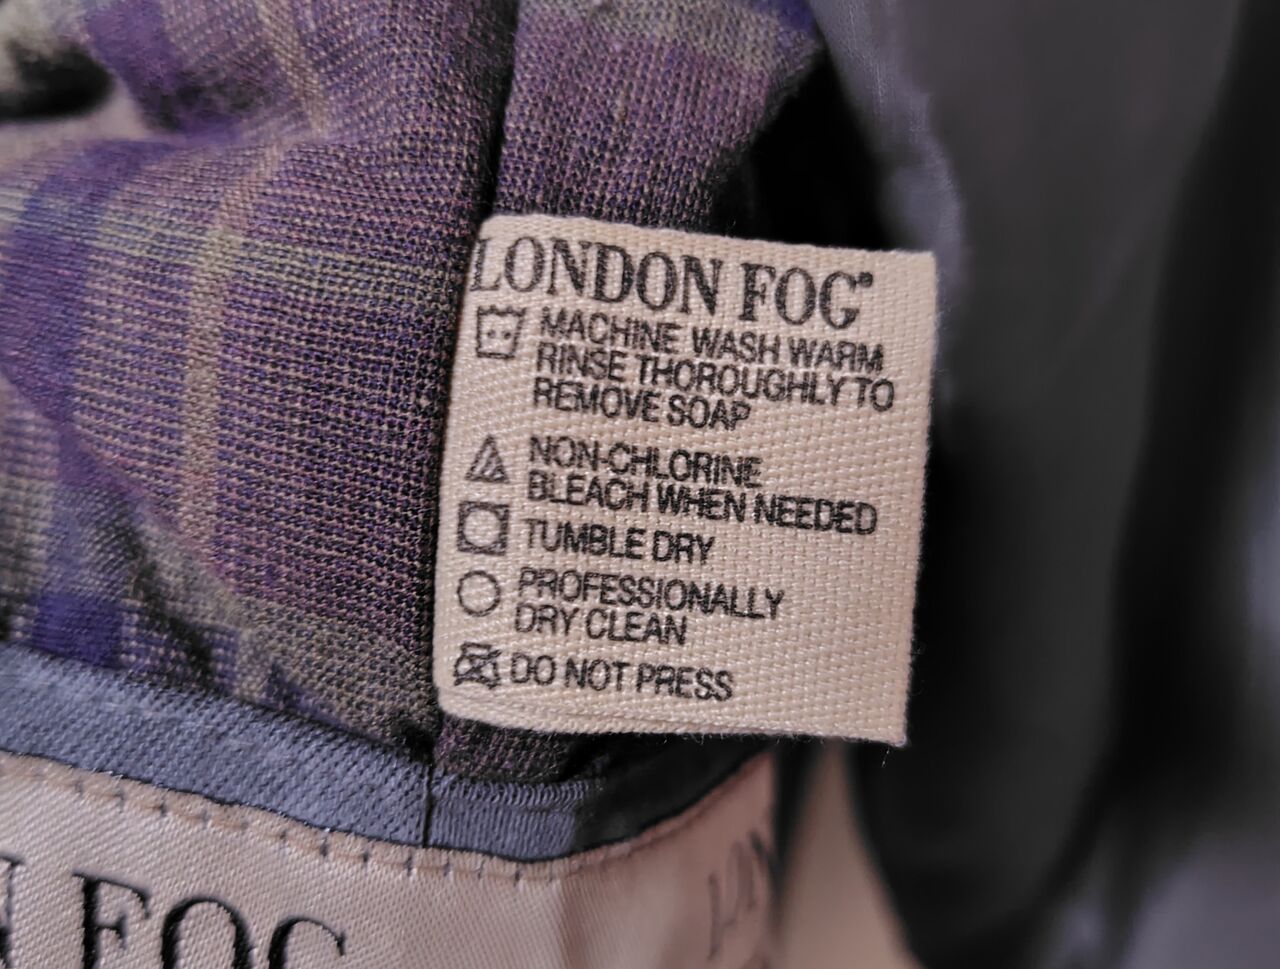 LONDON FOG®
MACHINE WASH WARM
RINSE THOROUGHLY TO
REMOVE SOAP
NON-CHLORINE
BLEACH WHEN NEEDED
TUMBLE DRY
PROFESSIONALLY
DRY CLEAN
DO NOT PRESS
N FOG